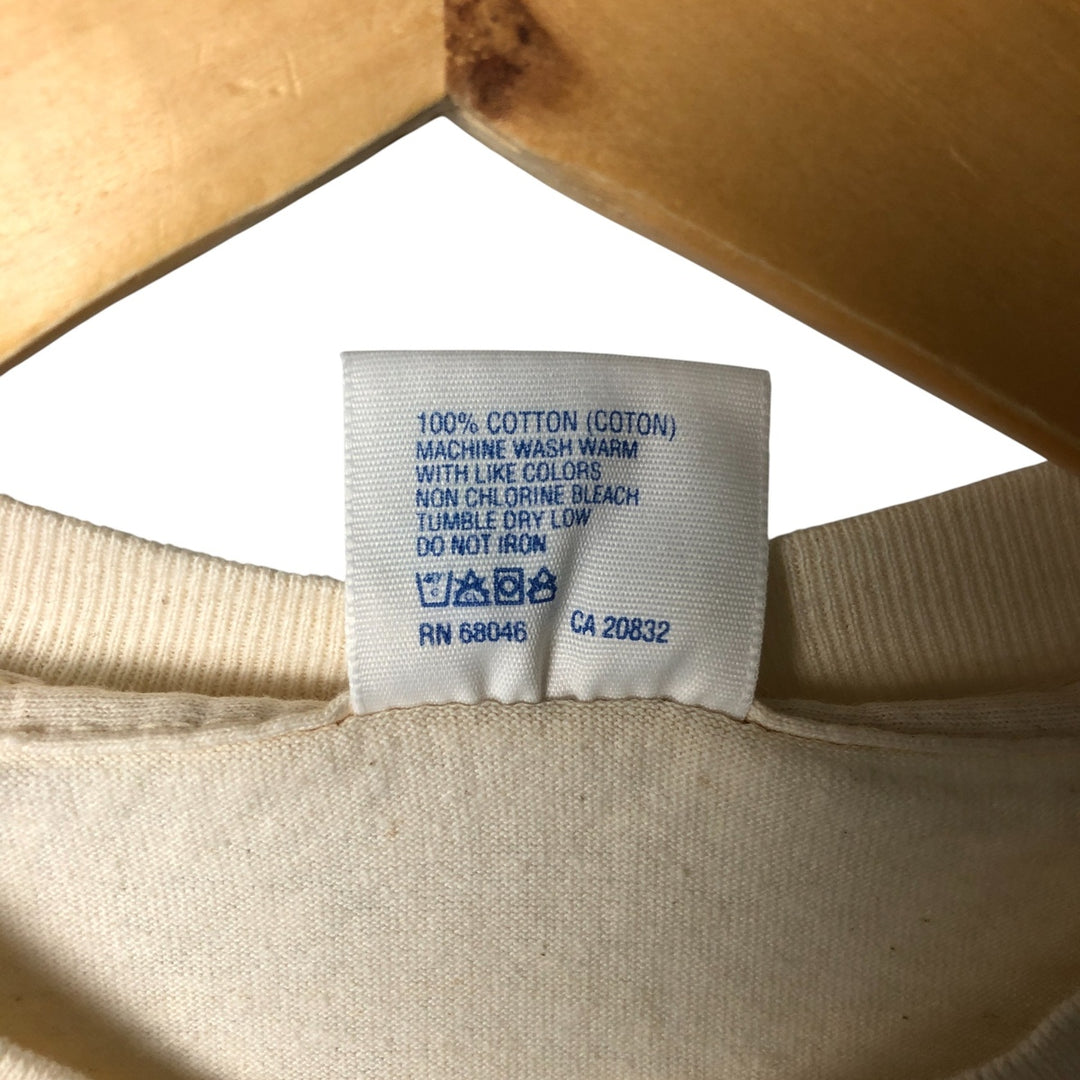 100% COTTON (COTON)
MACHINE WASH WARM
WITH LIKE COLORS
NON CHLORINE BLEACH
TUMBLE DRY LOW
DO NOT IRON
RN 68046 CA 20832